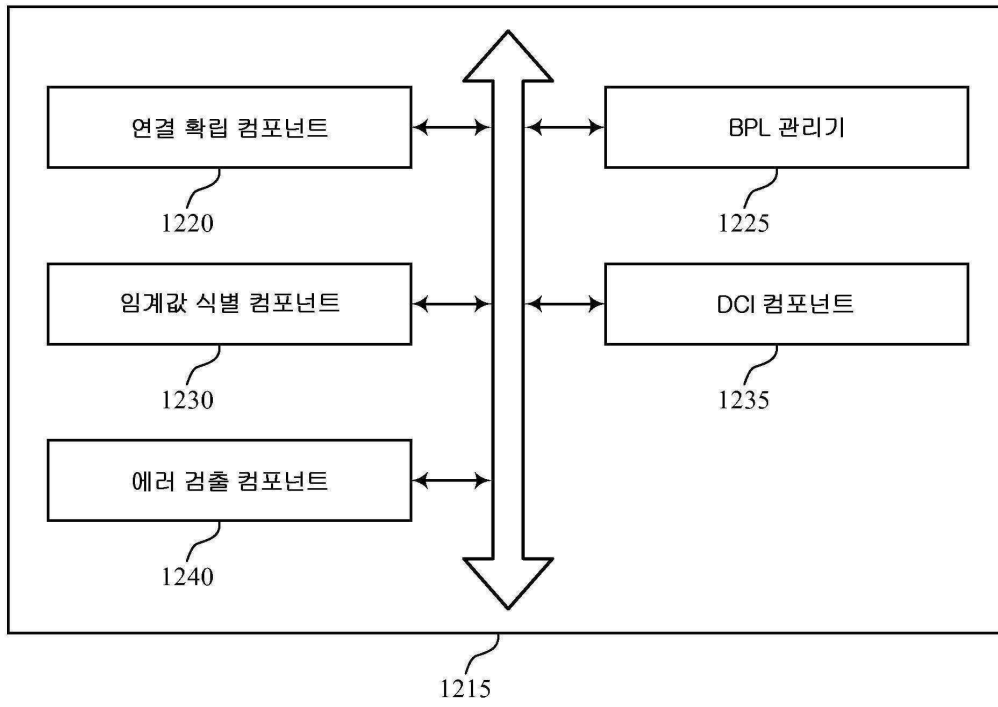 연결 확립 컴포넌트
BPL 관리기
1220
1225
임계값 식별 컴포넌트
DCI 컴포넌트
1230
1235
에러 검출 컴포넌트
1240
1215